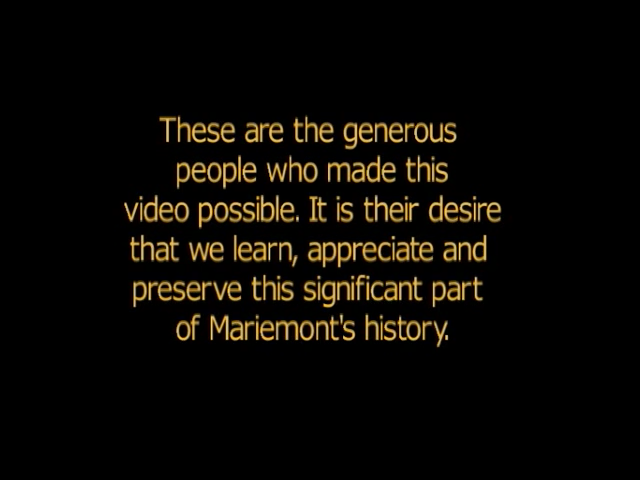 These are the generous
people who made this
video possible. It is their desire
that we learn, appreciate and
preserve this significant part
of Mariemont's history.